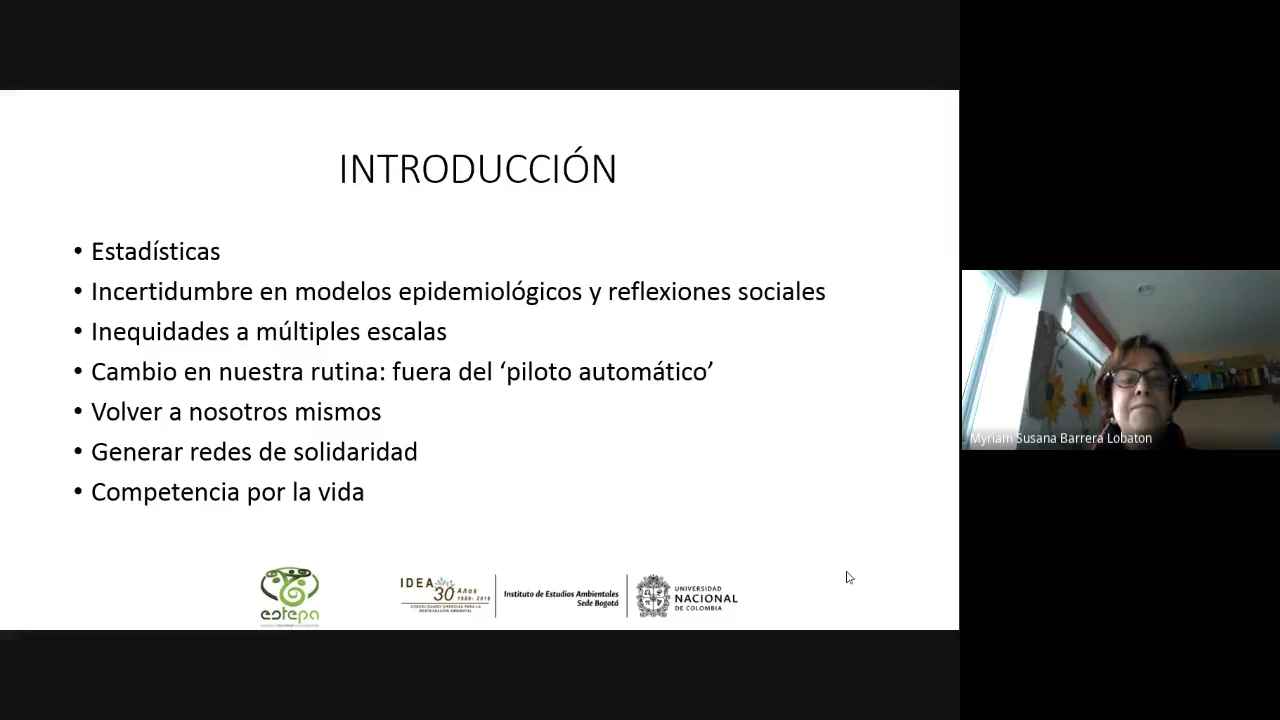 INTRODUCCIÓN
• Estadísticas
• Incertidumbre en modelos epidemiológicos y reflexiones sociales
• Inequidades a múltiples escalas
• Cambio en nuestra rutina: fuera del ‘piloto automático’
• Volver a nosotros mismos
• Generar redes de solidaridad
• Competencia por la vida
Myriam Susana Barrera Lobaton
estepa
IDEA
30 Años
Instituto de Estudios Ambientales
Sede Bogotá
UNIVERSIDAD
NACIONAL
DE COLOMBIA